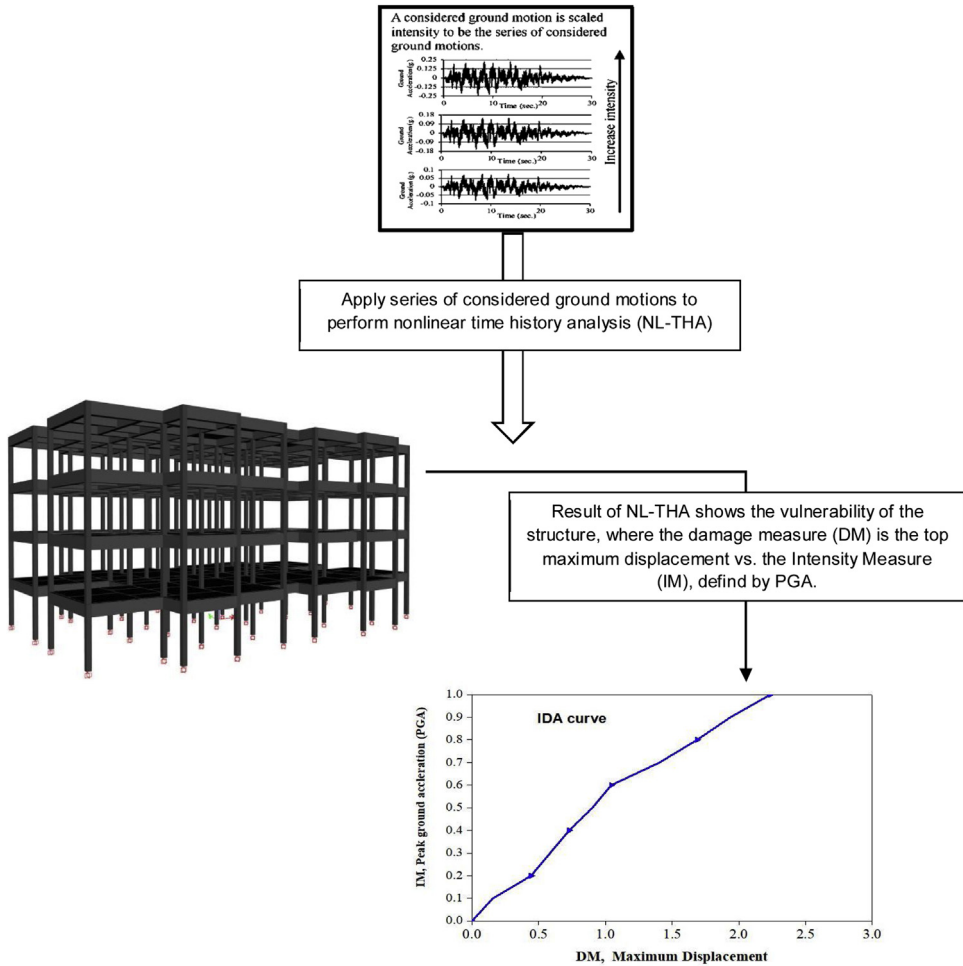 A considered ground motion is scaled
intensity to be the series of considered
ground motions.
Ground
Acceleration(g)
0.25
0.125
0
-0.125
-0.25
0 10 20 30
Time (sec.)
Ground
Acceleration(g)
0.18
0.09
0
-0.09
-0.18
0 10 20 30
Time (sec.)
Ground
Acceleration(g)
0.1
0.05
0
-0.05
-0.1
0 10 20 30
Time (sec.)
Increase intensity
Apply series of considered ground motions to
perform nonlinear time history analysis (NL-THA)
Result of NL-THA shows the vulnerability of the
structure, where the damage measure (DM) is the top
maximum displacement vs. the Intensity Measure
(IM), defind by PGA.
IDA curve
IM, Peak ground accleration (PGA)
1.0
0.9
0.8
0.7
0.6
0.5
0.4
0.3
0.2
0.1
0.0
0.0 0.5 1.0 1.5 2.0 2.5 3.0
DM, Maximum Displacement